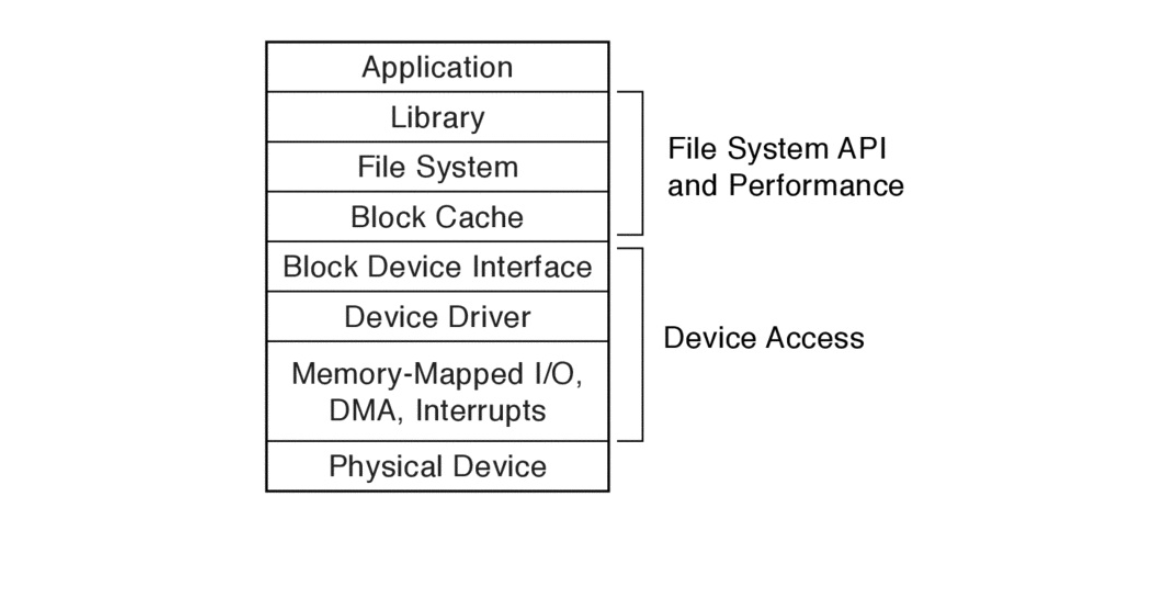 Application
Library
File System
Block Cache
Block Device Interface
Device Driver
Memory-Mapped I/O,
DMA, Interrupts
Physical Device
File System API
and Performance
Device Access